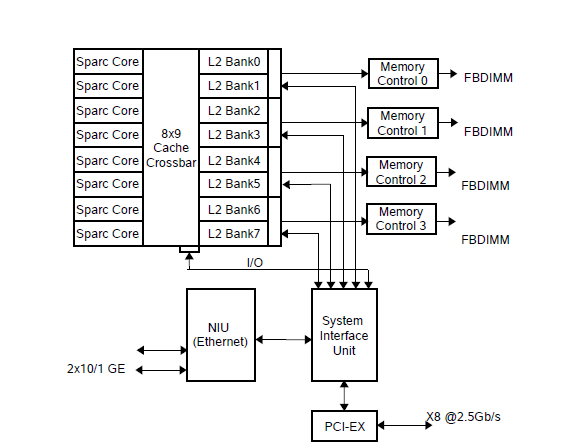 Sparc Core
L2 Bank0
Sparc Core
L2 Bank1
Sparc Core
L2 Bank2
Sparc Core
8x9
Cache
Crossbar
L2 Bank3
Sparc Core
L2 Bank4
Sparc Core
L2 Bank5
Sparc Core
L2 Bank6
Sparc Core
L2 Bank7
Memory
Control 0
FBDIMM
Memory
Control 1
FBDIMM
Memory
Control 2
FBDIMM
Memory
Control 3
FBDIMM
I/O
NIU
(Ethernet)
System
Interface
Unit
2x10/1 GE
PCI-EX
X8 @2.5Gb/s